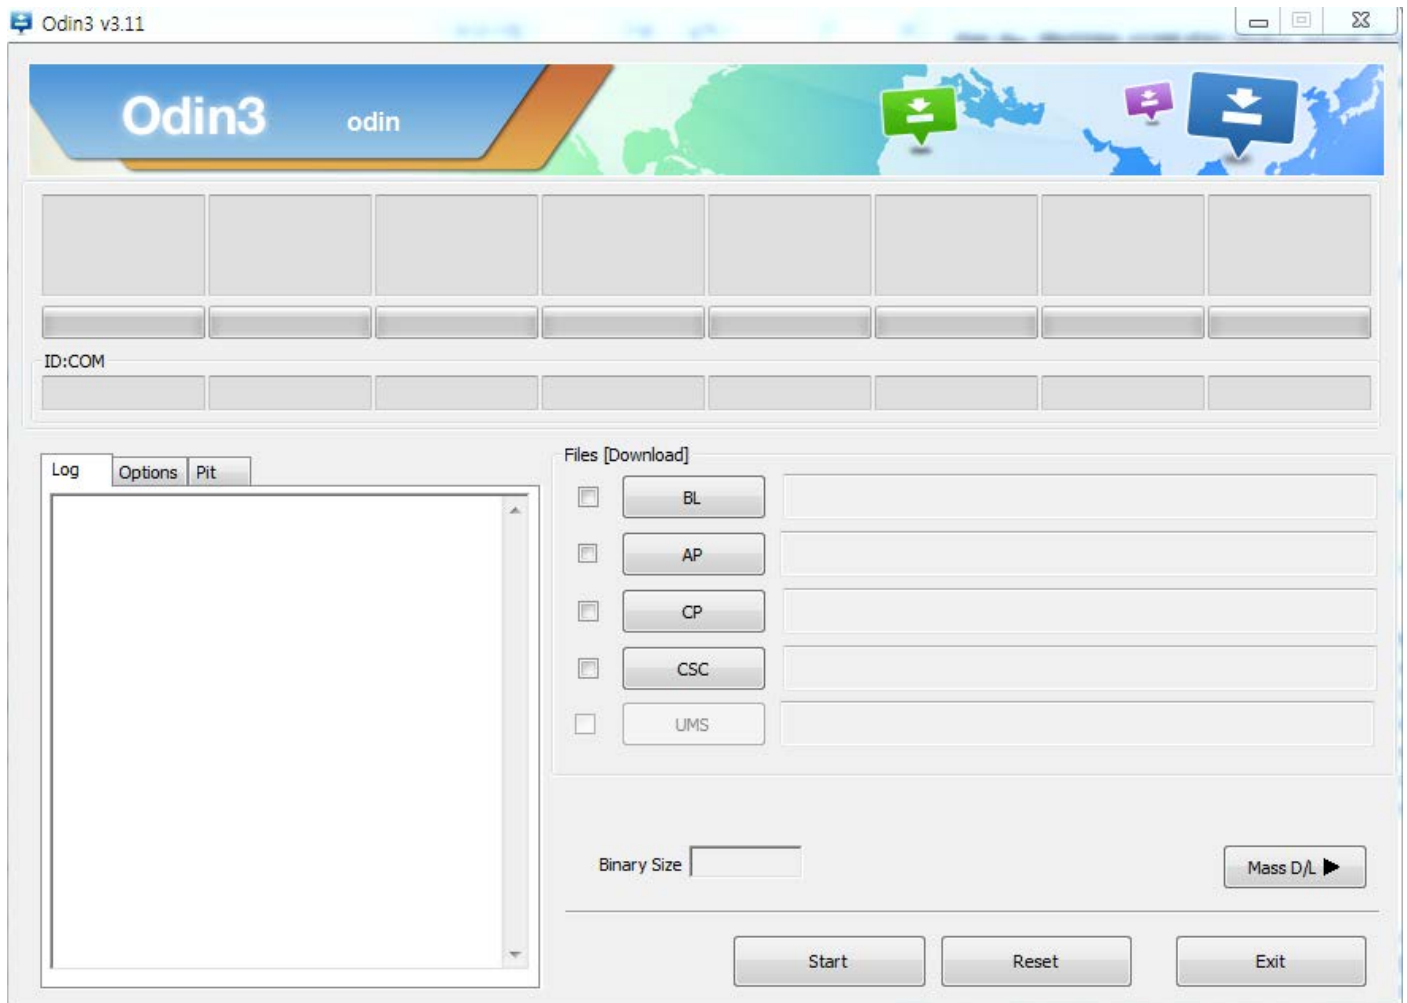 Odin3 v3.11
Odin3 odin
ID:COM
Log Options Pit
Files [Download]
BL
AP
CP
CSC
UMS
Binary Size
Mass D/L ▶
Start Reset Exit